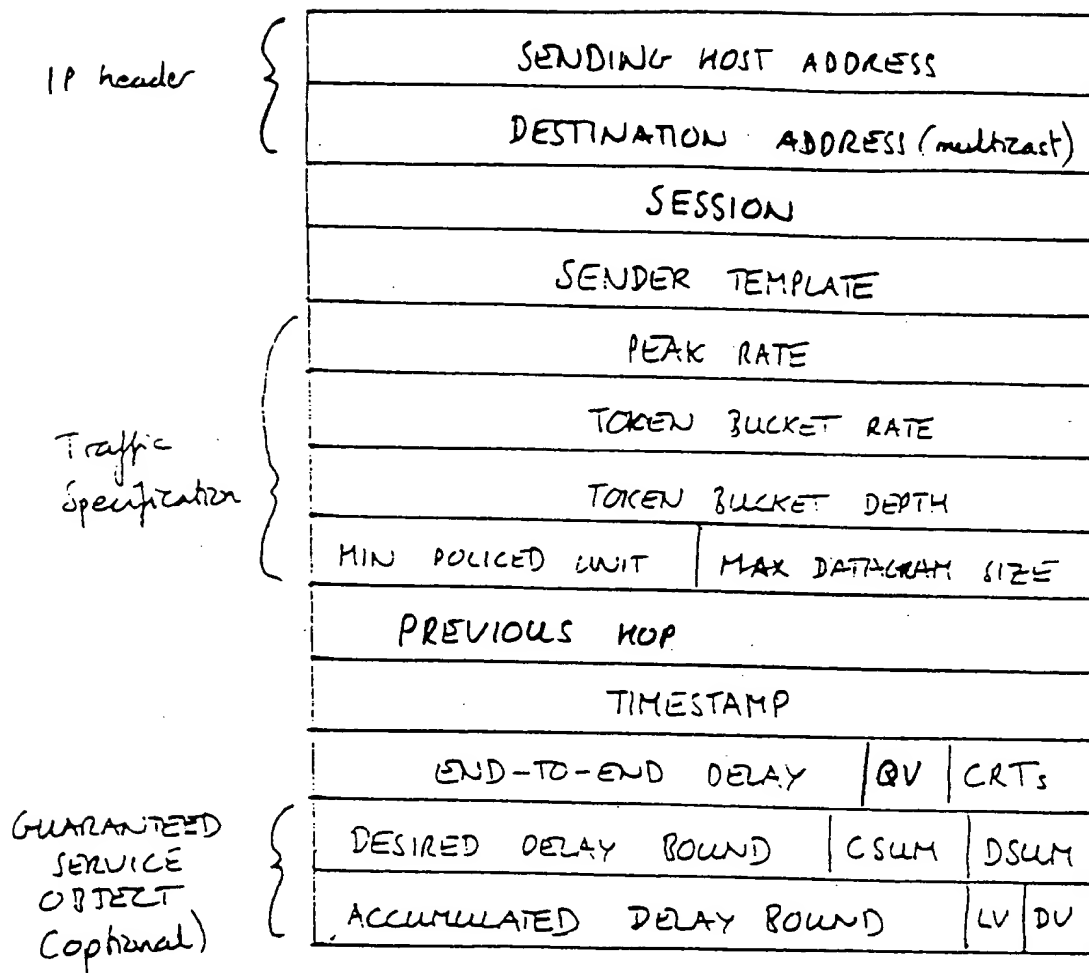 IP header
SENDING HOST ADDRESS
DESTINATION ADDRESS (multicast)
SESSION
SENDER TEMPLATE
Traffic
Specification
PEAK RATE
TOKEN BUCKET RATE
TOKEN BUCKET DEPTH
MIN POLICED UNIT MAX DATAGRAM SIZE
PREVIOUS HOP
TIMESTAMP
END-TO-END DELAY QV CRTs
GUARANTEED
SERVICE
OBJECT
(optional)
DESIRED DELAY BOUND CSUM DSUM
ACCUMULATED DELAY BOUND LV DV